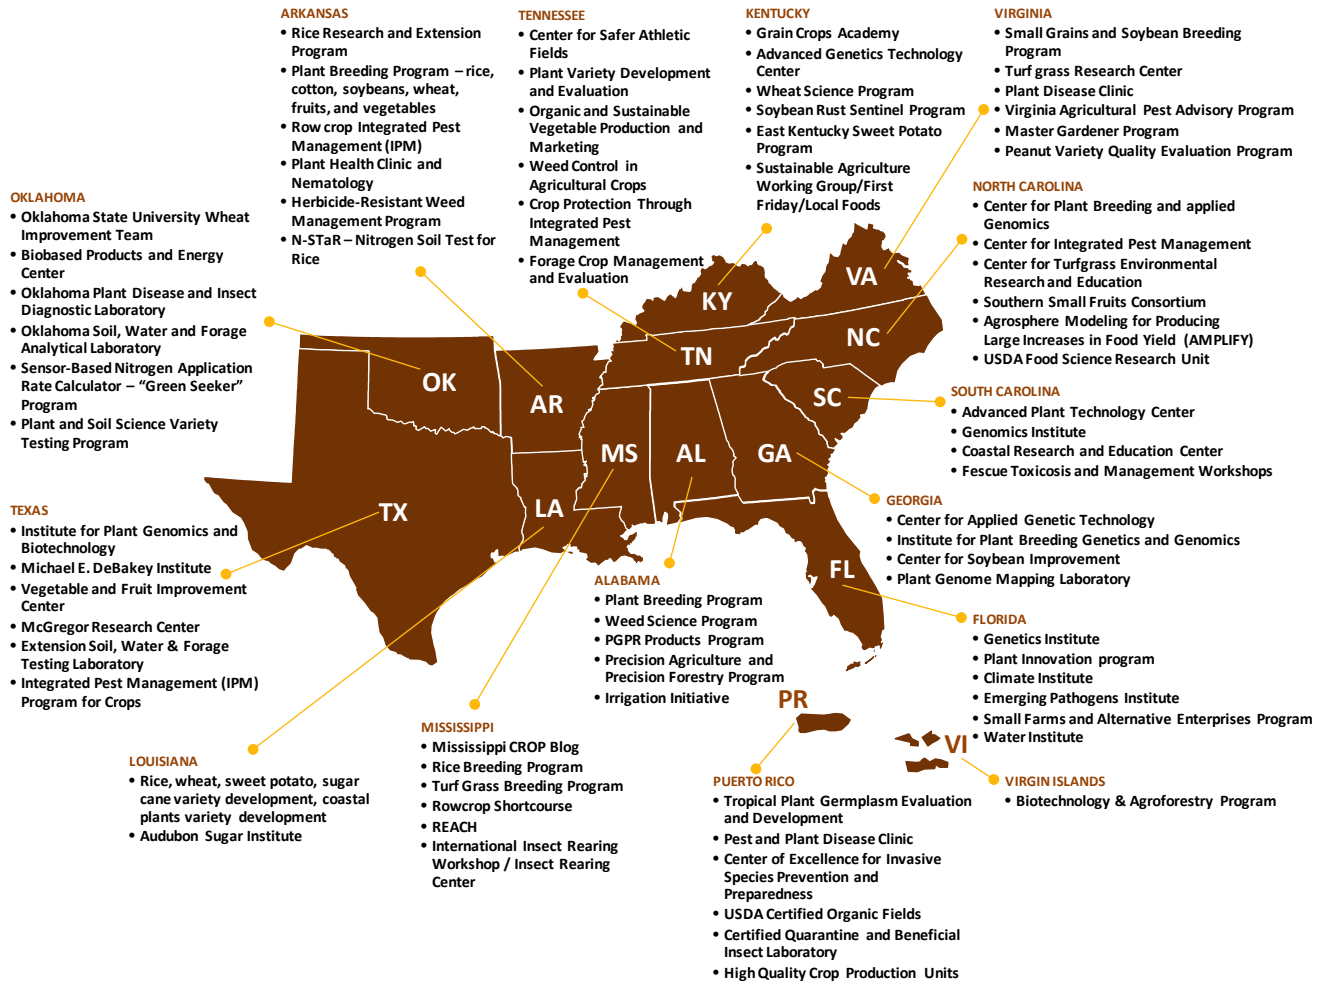 ARKANSAS
• Rice Research and Extension
Program
• Plant Breeding Program – rice,
cotton, soybeans, wheat,
fruits, and vegetables
• Row crop Integrated Pest
Management (IPM)
• Plant Health Clinic and
Nematology
• Herbicide-Resistant Weed
Management Program
• N-STaR – Nitrogen Soil Test for
Rice
TENNESSEE
• Center for Safer Athletic
Fields
• Plant Variety Development
and Evaluation
• Organic and Sustainable
Vegetable Production and
Marketing
• Weed Control in
Agricultural Crops
• Crop Protection Through
Integrated Pest
Management
• Forage Crop Management
and Evaluation
KENTUCKY
• Grain Crops Academy
• Advanced Genetics Technology
Center
• Wheat Science Program
• Soybean Rust Sentinel Program
• East Kentucky Sweet Potato
Program
• Sustainable Agriculture
Working Group/First
Friday/Local Foods
VIRGINIA
• Small Grains and Soybean Breeding
Program
• Turf grass Research Center
• Plant Disease Clinic
• Virginia Agricultural Pest Advisory Program
• Master Gardener Program
• Peanut Variety Quality Evaluation Program
OKLAHOMA
• Oklahoma State University Wheat
Improvement Team
• Biobased Products and Energy
Center
• Oklahoma Plant Disease and Insect
Diagnostic Laboratory
• Oklahoma Soil, Water and Forage
Analytical Laboratory
• Sensor-Based Nitrogen Application
Rate Calculator – “Green Seeker”
Program
• Plant and Soil Science Variety
Testing Program
NORTH CAROLINA
• Center for Plant Breeding and applied
Genomics
• Center for Integrated Pest Management
• Center for Turfgrass Environmental
Research and Education
• Southern Small Fruits Consortium
• Agrosphere Modeling for Producing
Large Increases in Food Yield (AMPLIFY)
• USDA Food Science Research Unit
VA
KY
NC
TN
OK
AR
SC
MS
AL
GA
TX
LA
FL
SOUTH CAROLINA
• Advanced Plant Technology Center
• Genomics Institute
• Coastal Research and Education Center
• Fescue Toxicosis and Management Workshops
TEXAS
• Institute for Plant Genomics and
Biotechnology
• Michael E. DeBakey Institute
• Vegetable and Fruit Improvement
Center
• McGregor Research Center
• Extension Soil, Water & Forage
Testing Laboratory
• Integrated Pest Management (IPM)
Program for Crops
GEORGIA
• Center for Applied Genetic Technology
• Institute for Plant Breeding Genetics and Genomics
• Center for Soybean Improvement
• Plant Genome Mapping Laboratory
ALABAMA
• Plant Breeding Program
• Weed Science Program
• PGPR Products Program
• Precision Agriculture and
Precision Forestry Program
• Irrigation Initiative
FLORIDA
• Genetics Institute
• Plant Innovation program
• Climate Institute
• Emerging Pathogens Institute
• Small Farms and Alternative Enterprises Program
• Water Institute
PR
VI
MISSISSIPPI
• Mississippi CROP Blog
• Rice Breeding Program
• Turf Grass Breeding Program
• Rowcrop Shortcourse
• REACH
• International Insect Rearing
Workshop / Insect Rearing
Center
LOUISIANA
• Rice, wheat, sweet potato, sugar
cane variety development, coastal
plants variety development
• Audubon Sugar Institute
PUERTO RICO
• Tropical Plant Germplasm Evaluation
and Development
• Pest and Plant Disease Clinic
• Center of Excellence for Invasive
Species Prevention and
Preparedness
• USDA Certified Organic Fields
• Certified Quarantine and Beneficial
Insect Laboratory
• High Quality Crop Production Units
VIRGIN ISLANDS
• Biotechnology & Agroforestry Program